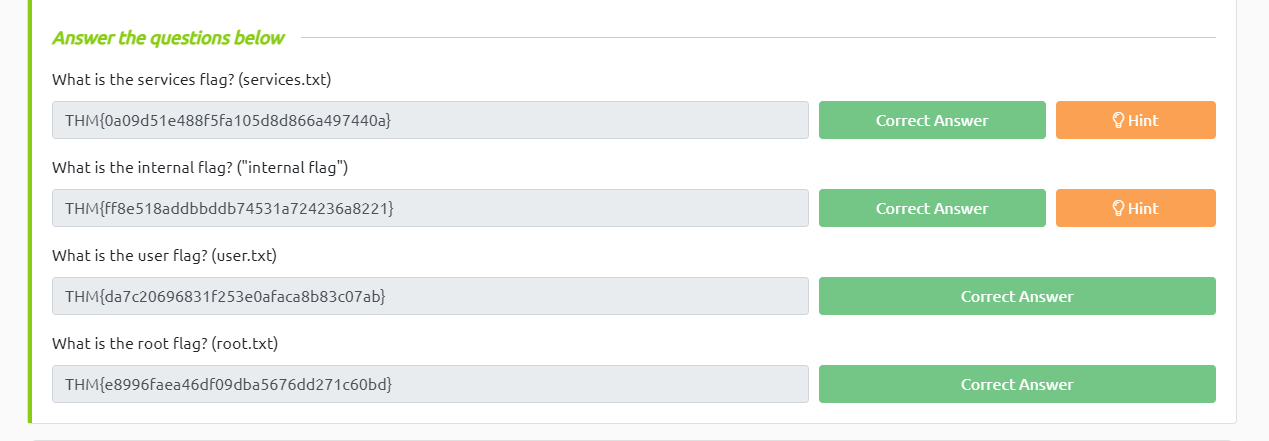 Answer the questions below
What is the services flag? (services.txt)
THM{0a09d51e488f5fa105d8d866a497440a}
Correct Answer
Hint
What is the internal flag? ("internal flag")
THM{ff8e518addbbddb74531a724236a8221}
Correct Answer
Hint
What is the user flag? (user.txt)
THM{da7c20696831f253e0afaca8b83c07ab}
Correct Answer
What is the root flag? (root.txt)
THM{e8996faea46df09dba5676dd271c60bd}
Correct Answer